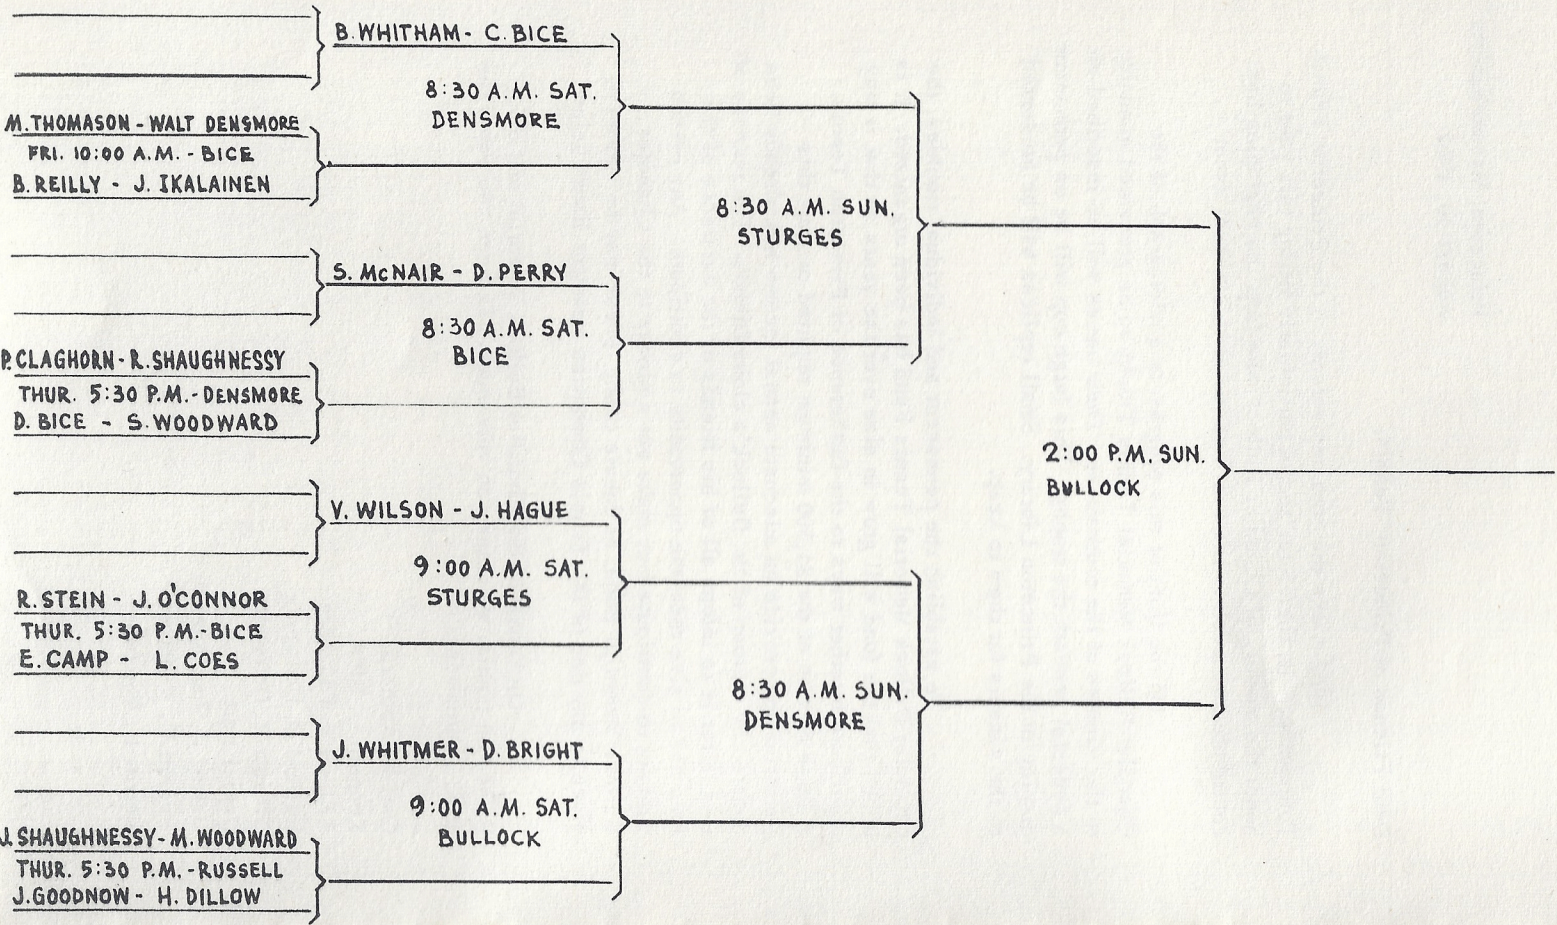 B. WHITHAM - C. BICE
8:30 A.M. SAT.
DENSMORE
M. THOMASON - WALT DENSMORE
FRI. 10:00 A.M. - BICE
B. REILLY - J. IKALAINEN
8:30 A.M. SUN.
STURGES
S. McNAIR - D. PERRY
8:30 A.M. SAT.
BICE
P. CLAGHORN - R. SHAUGHNESSY
THUR. 5:30 P.M. - DENSMORE
D. BICE - S. WOODWARD
2:00 P.M. SUN.
BULLOCK
V. WILSON - J. HAGUE
9:00 A.M. SAT.
STURGES
R. STEIN - J. O'CONNOR
THUR. 5:30 P.M. - BICE
E. CAMP - L. COES
8:30 A.M. SUN.
DENSMORE
J. WHITMER - D. BRIGHT
9:00 A.M. SAT.
BULLOCK
J. SHAUGHNESSY - M. WOODWARD
THUR. 5:30 P.M. - RUSSELL
J. GOODNOW - H. DILLOW